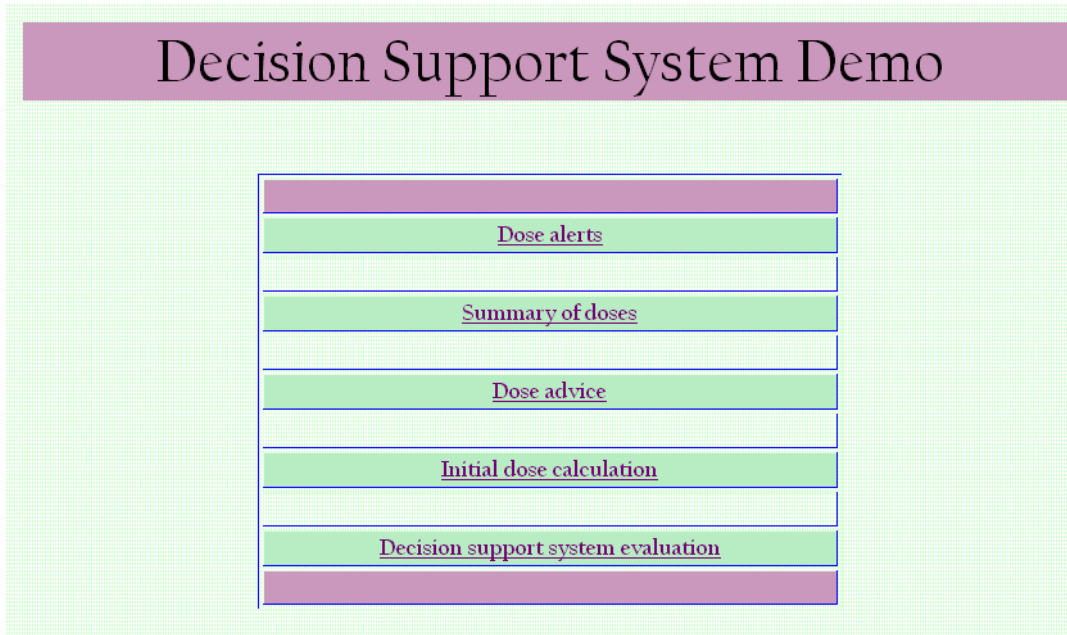 Decision Support System Demo
Dose alerts
Summary of doses
Dose advice
Initial dose calculation
Decision support system evaluation